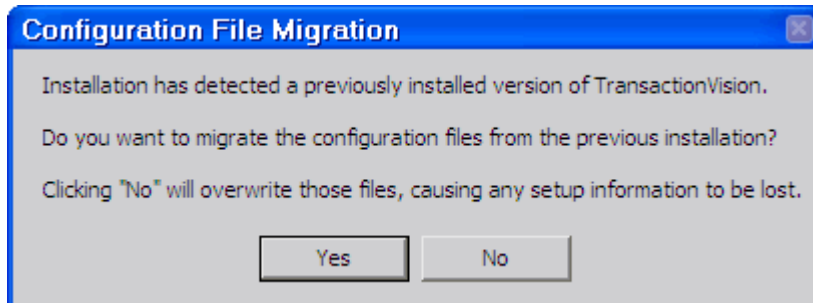 Configuration File Migration
Installation has detected a previously installed version of TransactionVision.
Do you want to migrate the configuration files from the previous installation?
Clicking "No" will overwrite those files, causing any setup information to be lost.
Yes No